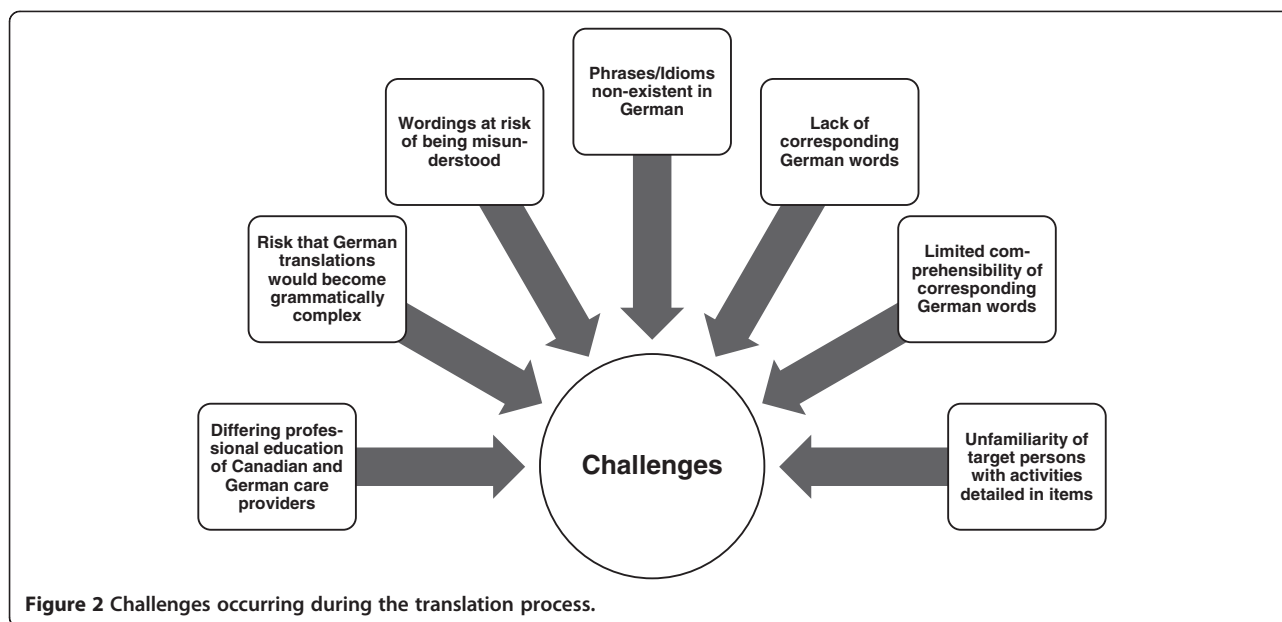 Phrases/Idioms
non-existent in
German
Wordings at risk
of being misun-
derstood
Lack of
corresponding
German words
Risk that German
translations
would become
grammatically
complex
Limited com-
prehensibility of
corresponding
German words
Differing profes-
sional education
of Canadian and
German care
providers
Challenges
Unfamiliarity of
target persons
with activities
detailed in items
Figure 2 Challenges occurring during the translation process.